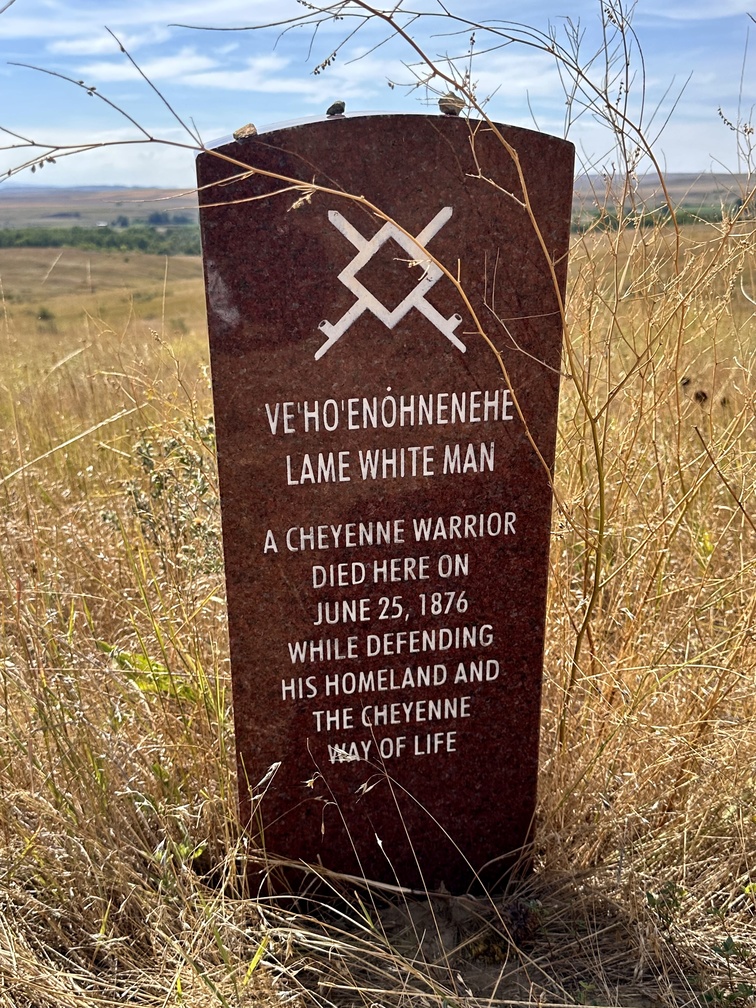 VE'HO'ENȮHNENEHE
LAME WHITE MAN
A CHEYENNE WARRIOR
DIED HERE ON
JUNE 25, 1876
WHILE DEFENDING
HIS HOMELAND AND
THE CHEYENNE
WAY OF LIFE